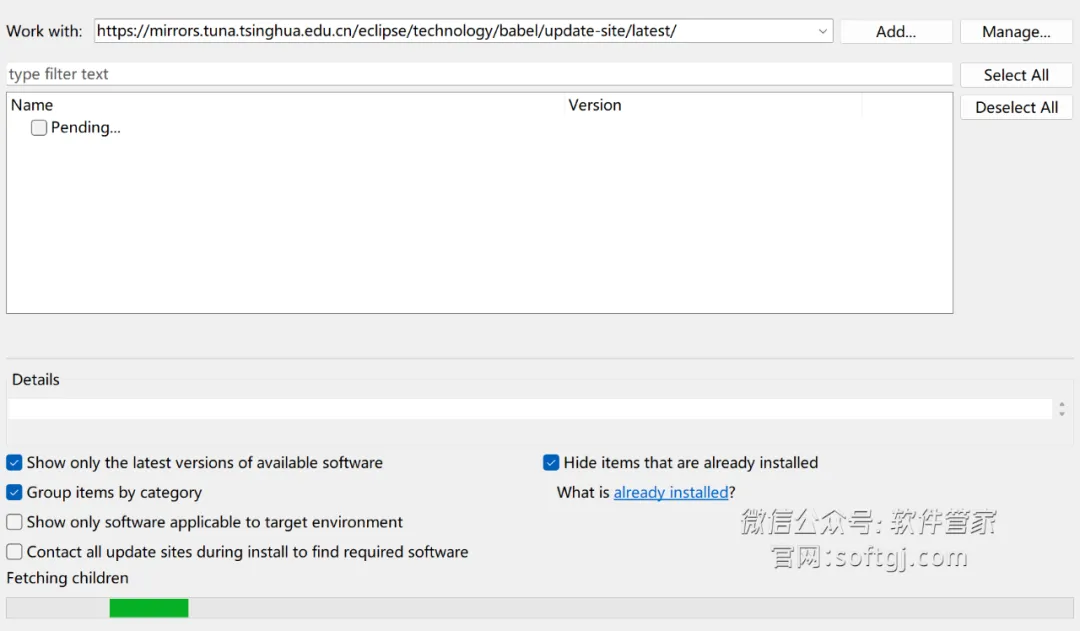 Work with: https://mirrors.tuna.tsinghua.edu.cn/eclipse/technology/babel/update-site/latest/ Add... Manage...
type filter text Select All
Name Version Deselect All
Pending...
Details
Show only the latest versions of available software Hide items that are already installed
Group items by category What is already installed?
Show only software applicable to target environment
微信公众号:软件管家
Contact all update sites during install to find required software
官网:softgj.com
Fetching children